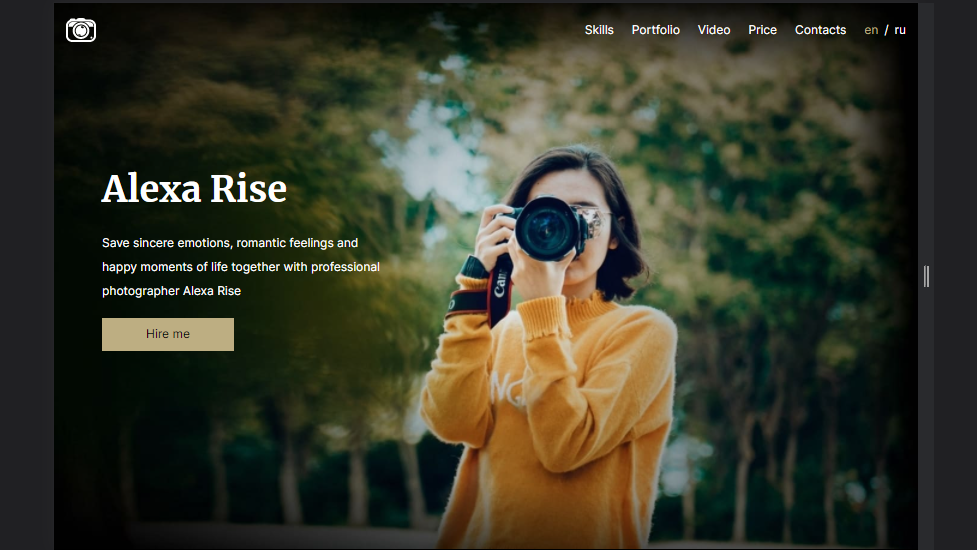 Skills Portfolio Video Price Contacts en / ru
Alexa Rise
Save sincere emotions, romantic feelings and
happy moments of life together with professional
photographer Alexa Rise
Hire me